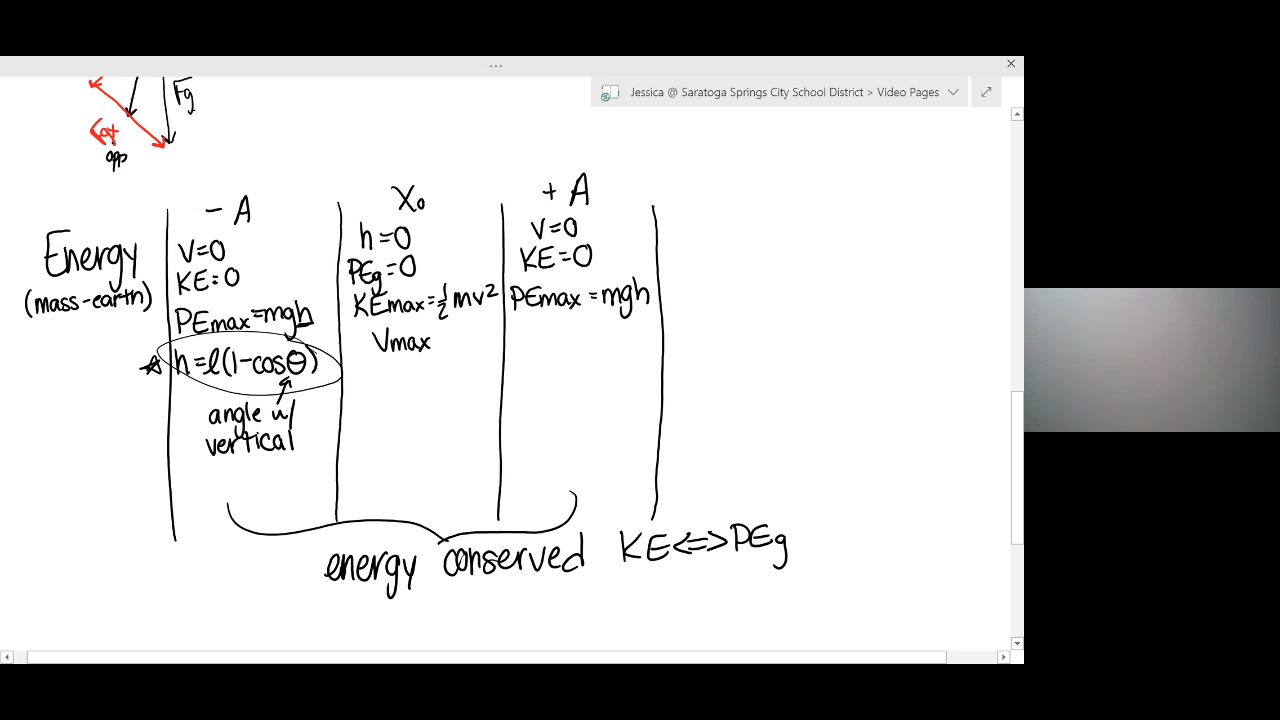 ...
Jessica @ Saratoga Springs City School District > Video Pages
Fg
opp
- A
X₀
+ A
Energy
(mass-earth)
V=0
KE=0
PEmax=mgh
h=ℓ(1-cosθ)
angle w/
vertical
h=0
PEg=0
KEmax=½mv²
Vmax
V=0
KE=0
PEmax=mgh
energy conserved KE<=>PEg